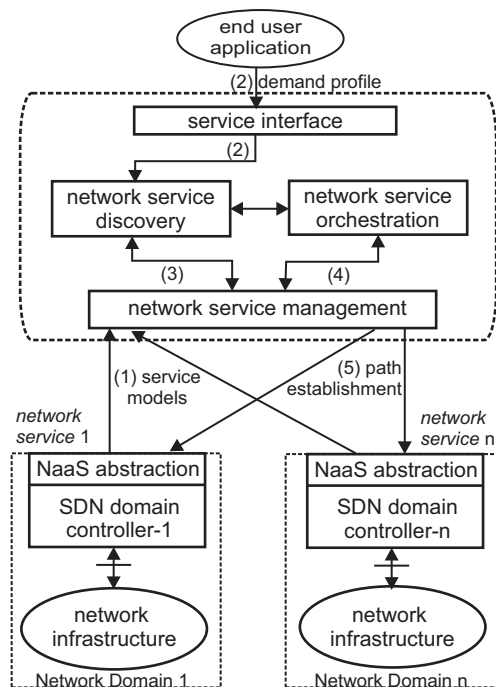 end user
application
(2) demand profile
service interface
(2)
network service
discovery
network service
orchestration
(3)
(4)
network service management
(1) service
models
(5) path
establishment
network
service 1
network
service n
NaaS abstraction
SDN domain
controller-1
NaaS abstraction
SDN domain
controller-n
network
infrastructure
network
infrastructure
Network Domain 1
Network Domain n